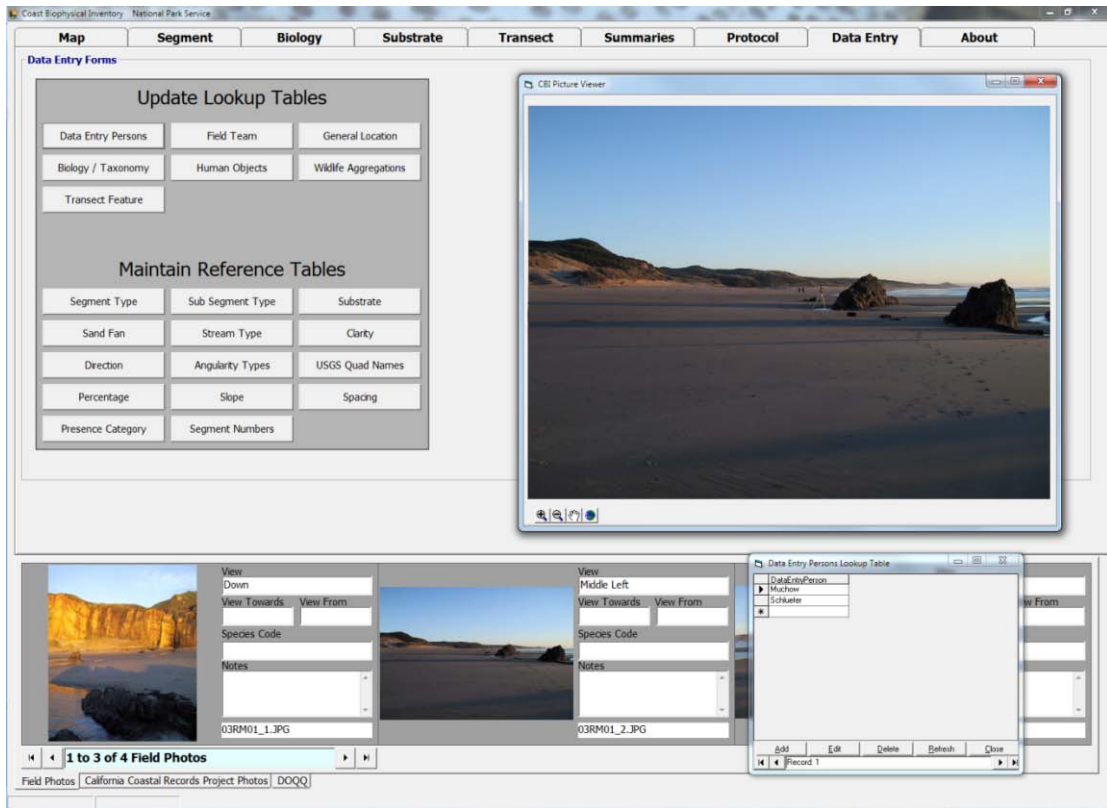 Coast Biophysical Inventory National Park Service
Map Segment Biology Substrate Transect Summaries Protocol Data Entry About
Data Entry Forms
Update Lookup Tables
Data Entry Persons Field Team General Location
Biology / Taxonomy Human Objects Wildlife Aggregations
Transect Feature
Maintain Reference Tables
Segment Type Sub Segment Type Substrate
Sand Fan Stream Type Clarity
Direction Angularity Types USGS Quad Names
Percentage Slope Spacing
Presence Category Segment Numbers
CBI Picture Viewer
View
Down
View Towards View From
Species Code
Notes
03RM01_1.JPG
View
Middle Left
View Towards View From
Species Code
Notes
03RM01_2.JPG
w From
Data Entry Persons Lookup Table
DataEntryPerson
Muchow
Schlueter
Add Edit Delete Refresh Close
Record: 1
1 to 3 of 4 Field Photos
Field Photos California Coastal Records Project Photos DOQQ